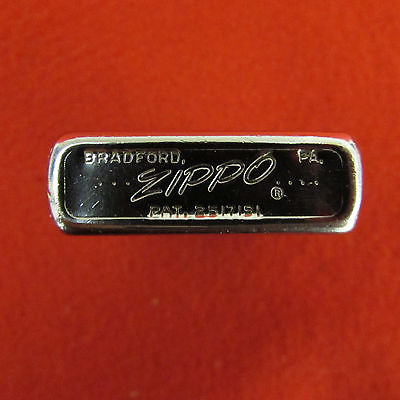 BRADFORD, PA.
.... ZIPPO ®....
PAT. 2517191